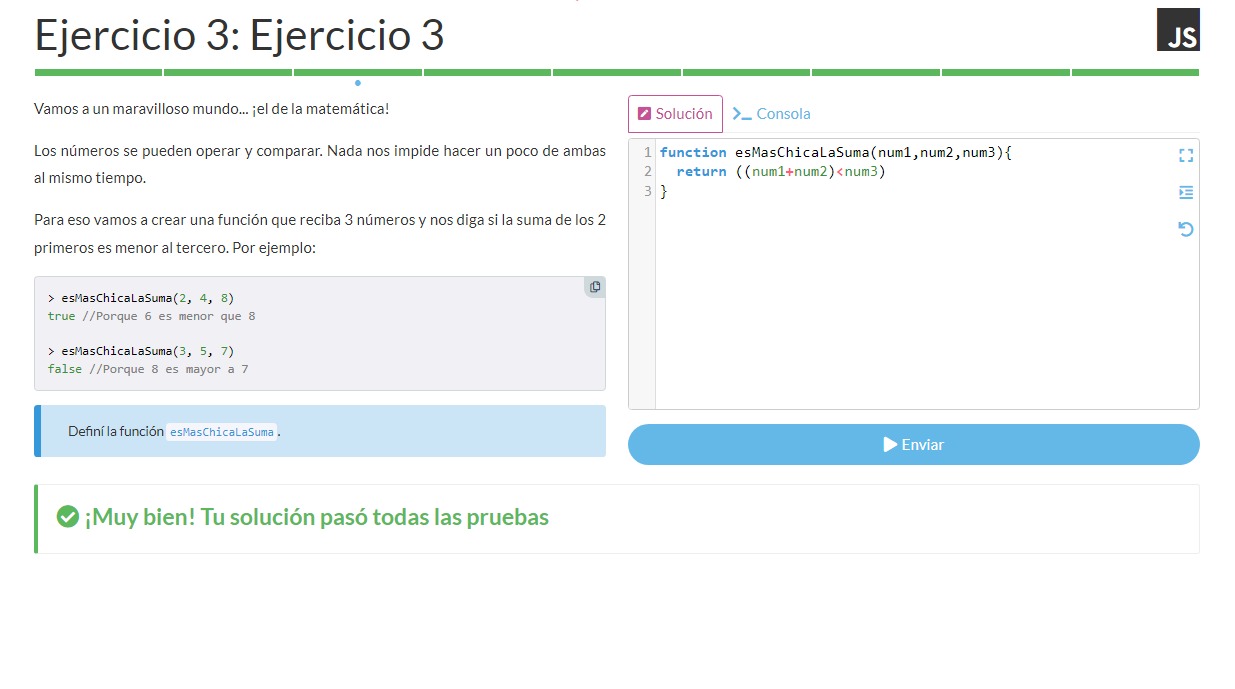 Ejercicio 3: Ejercicio 3
JS
Vamos a un maravilloso mundo... ¡el de la matemática!
Los números se pueden operar y comparar. Nada nos impide hacer un poco de ambas
al mismo tiempo.
Para eso vamos a crear una función que reciba 3 números y nos diga si la suma de los 2
primeros es menor al tercero. Por ejemplo:
> esMasChicaLaSuma(2, 4, 8)
true //Porque 6 es menor que 8
> esMasChicaLaSuma(3, 5, 7)
false //Porque 8 es mayor a 7
Definí la función esMasChicaLaSuma.
Solución
Consola
1 function esMasChicaLaSuma(num1,num2,num3){
2 return ((num1+num2)<num3)
3 }
Enviar
¡Muy bien! Tu solución pasó todas las pruebas